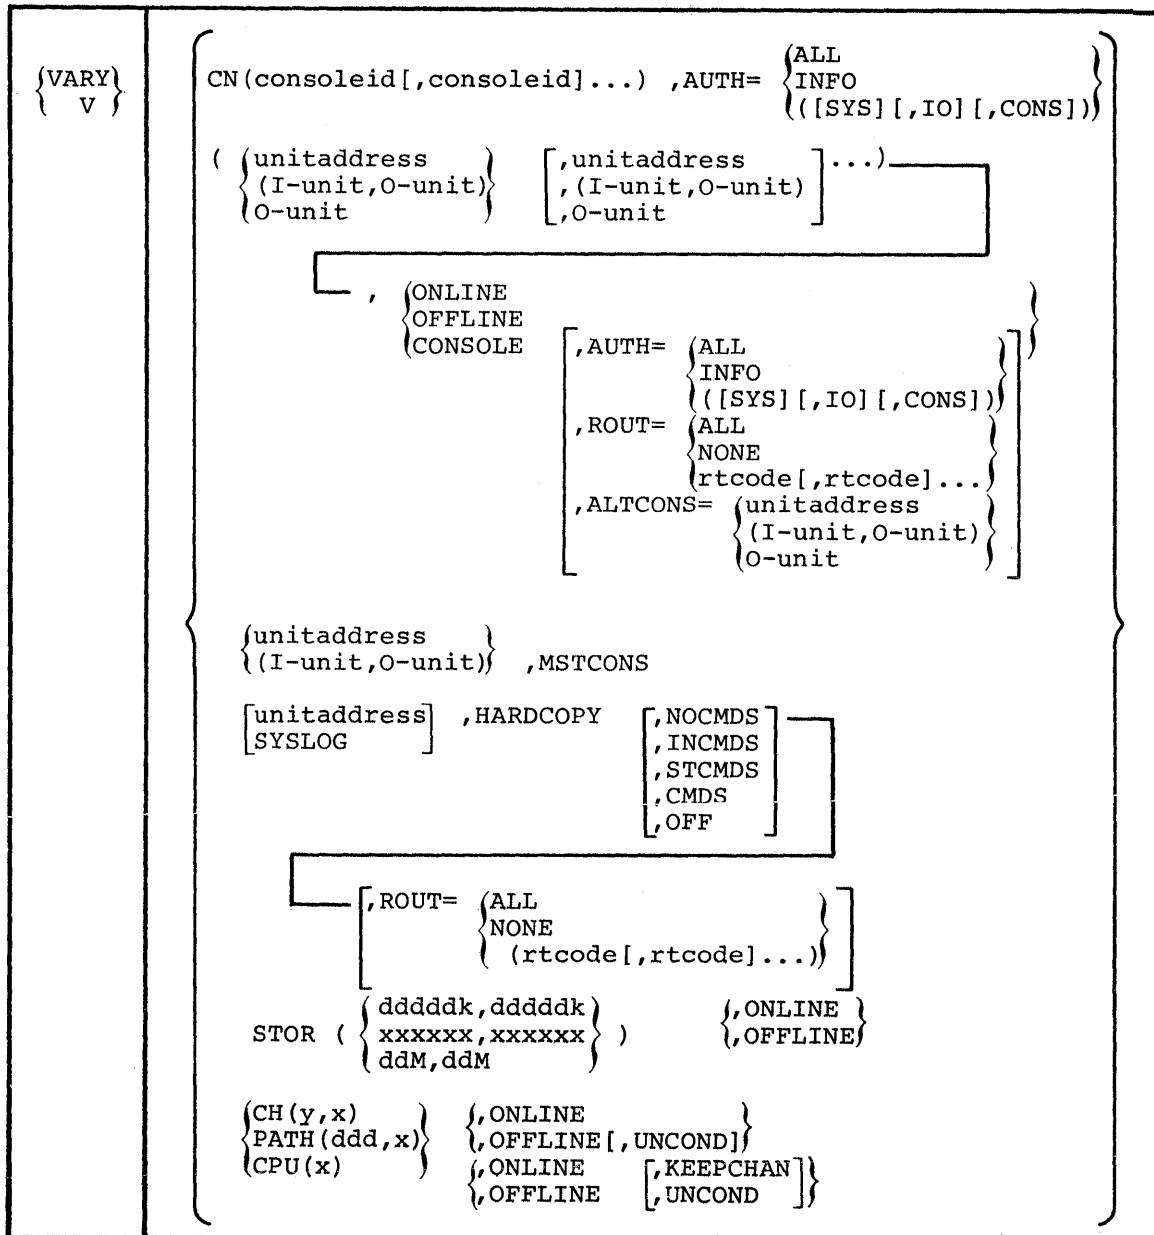 VARY CN(consoleid[,consoleid]...) ,AUTH= ALL
V INFO
([SYS][,IO][,CONS])
( unitaddress [,unitaddress ]...)
(I-unit,O-unit) ,(I-unit,O-unit)
O-unit ,O-unit
, ONLINE
OFFLINE
CONSOLE [,AUTH= ALL
INFO
([SYS][,IO][,CONS])
,ROUT= ALL
NONE
rtcode[,rtcode]...
,ALTCONS= unitaddress
(I-unit,O-unit)
O-unit ]
unitaddress
(I-unit,O-unit) ,MSTCONS
[unitaddress] ,HARDCOPY [,NOCMDS]
SYSLOG ,INCMDS
,STCMDS
,CMDS
,OFF
[,ROUT= ALL
NONE
(rtcode[,rtcode]...)]
dddddk,dddddk ,ONLINE
STOR ( xxxxxx,xxxxxx ) ,OFFLINE
ddM,ddM
CH(y,x) ,ONLINE
PATH(ddd,x) ,OFFLINE[,UNCOND]
CPU(x) ,ONLINE [,KEEPCHAN]
,OFFLINE ,UNCOND